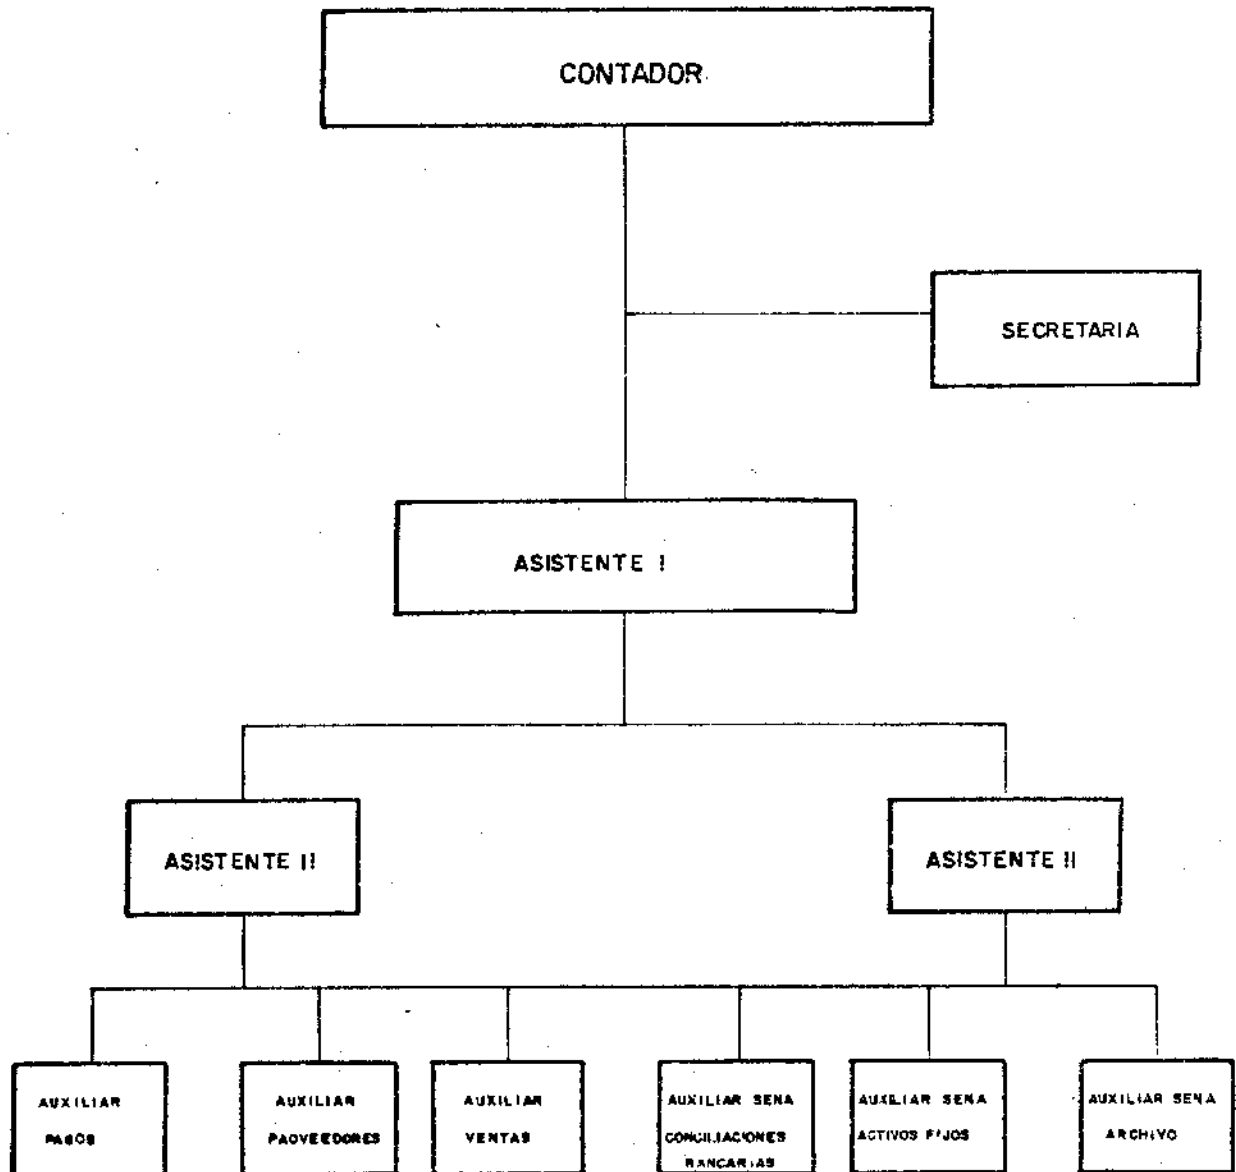 CONTADOR
SECRETARIA
ASISTENTE I
ASISTENTE II
ASISTENTE II
AUXILIAR
PAGOS
AUXILIAR
PROVEEDORES
AUXILIAR
VENTAS
AUXILIAR SENA
CONCILIACIONES
BANCARIAS
AUXILIAR SENA
ACTIVOS FIJOS
AUXILIAR SENA
ARCHIVO